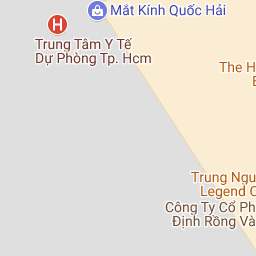 Mắt Kính Quốc Hải
H
Trung Tâm Y Tế
Dự Phòng Tp. Hcm
The H
Trung Ngu
Legend C
Công Ty Cổ Ph
Định Rồng Và